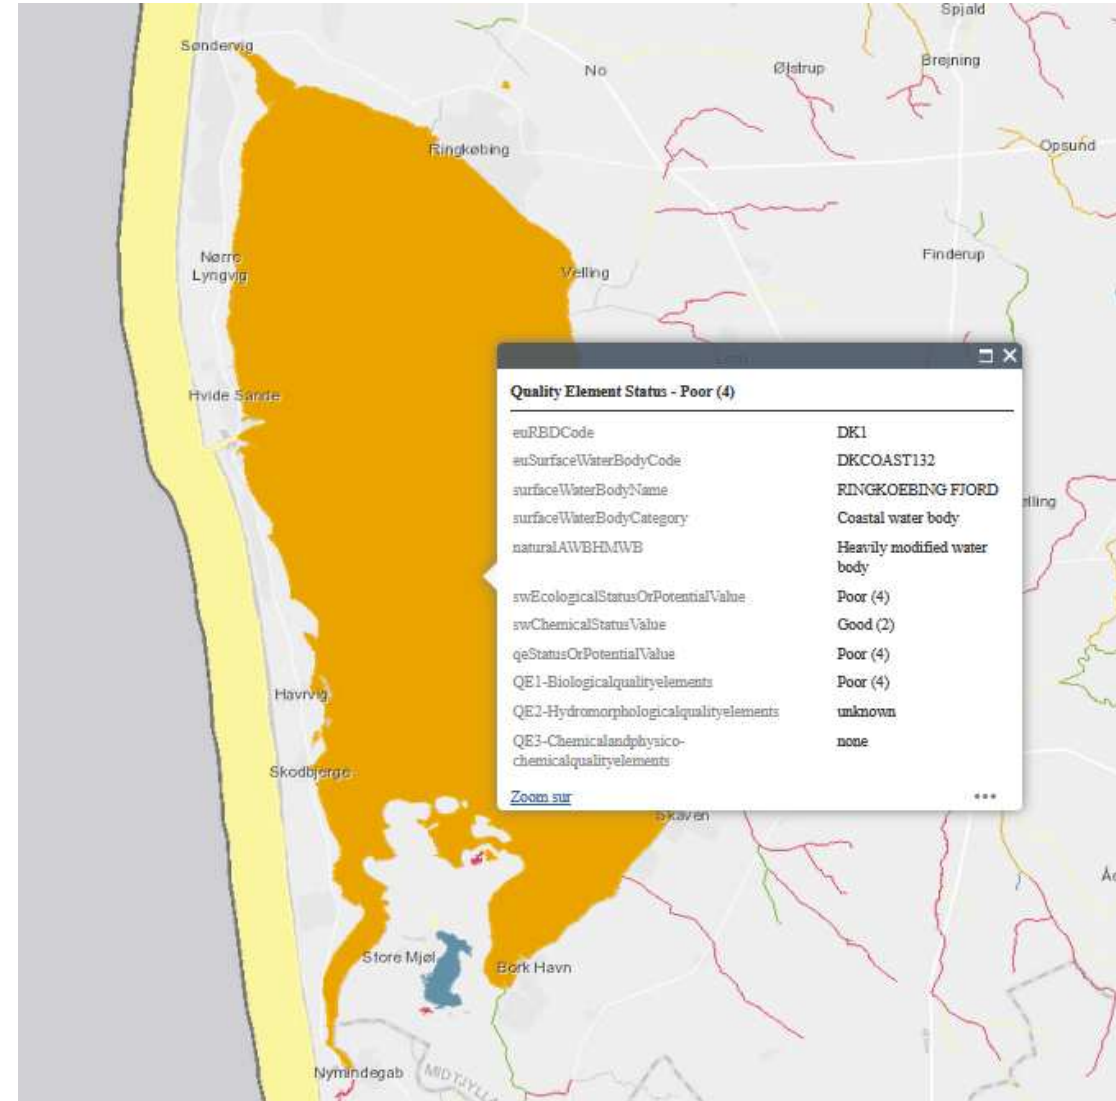 Spjald
Søndervig
No
Ølstrup
Brejning
Ringkøbing
Opsund
Nørre
Lyngvig
Velling
Finderup
Hvide Sande
Quality Element Status - Poor (4)
euRBDCode DK1
euSurfaceWaterBodyCode DKCOAST132
surfaceWaterBodyName RINGKOEBING FJORD
surfaceWaterBodyCategory Coastal water body
naturalAWBHMWB Heavily modified water
body
swEcologicalStatusOrPotentialValue Poor (4)
swChemicalStatusValue Good (2)
qeStatusOrPotentialValue Poor (4)
QE1-Biologicalqualityelements Poor (4)
QE2-Hydromorphologicalqualityelements unknown
QE3-Chemicalandphysico- none
chemicalqualityelements
Zoom sur
Havrvig
Skodbjerge
Skaven
Store Mjøl
Bork Havn
Nymindegab